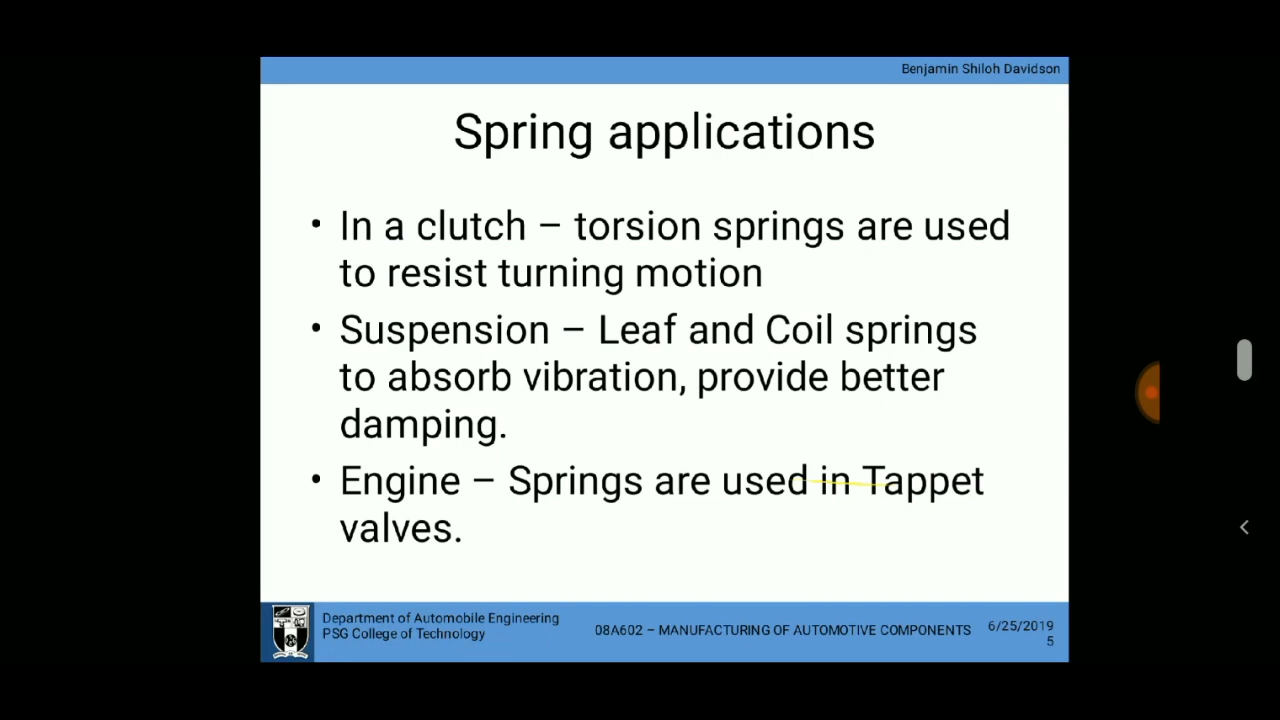 Benjamin Shiloh Davidson
Spring applications
• In a clutch – torsion springs are used
to resist turning motion
• Suspension – Leaf and Coil springs
to absorb vibration, provide better
damping.
• Engine – Springs are used in Tappet
valves.
Department of Automobile Engineering
PSG College of Technology
08A602 – MANUFACTURING OF AUTOMOTIVE COMPONENTS
6/25/2019
5